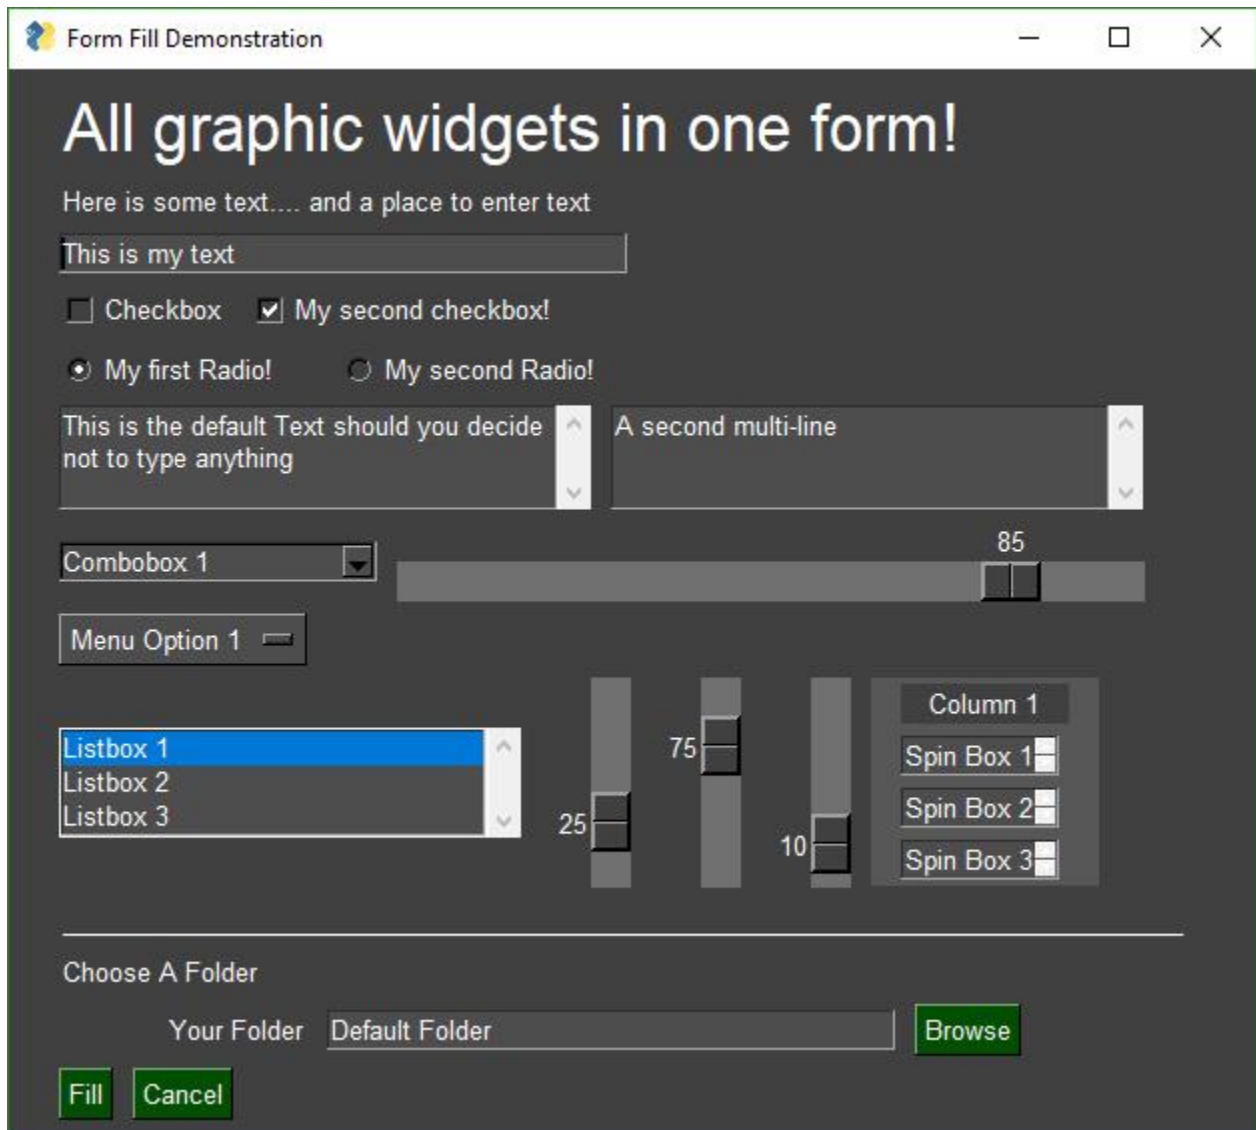 Form Fill Demonstration
All graphic widgets in one form!
Here is some text.... and a place to enter text
This is my text
Checkbox My second checkbox!
My first Radio! My second Radio!
This is the default Text should you decide
not to type anything
A second multi-line
85
Combobox 1
Menu Option 1
Listbox 1
Listbox 2
Listbox 3
25
75
10
Column 1
Spin Box 1
Spin Box 2
Spin Box 3
Choose A Folder
Your Folder Default Folder Browse
Fill Cancel